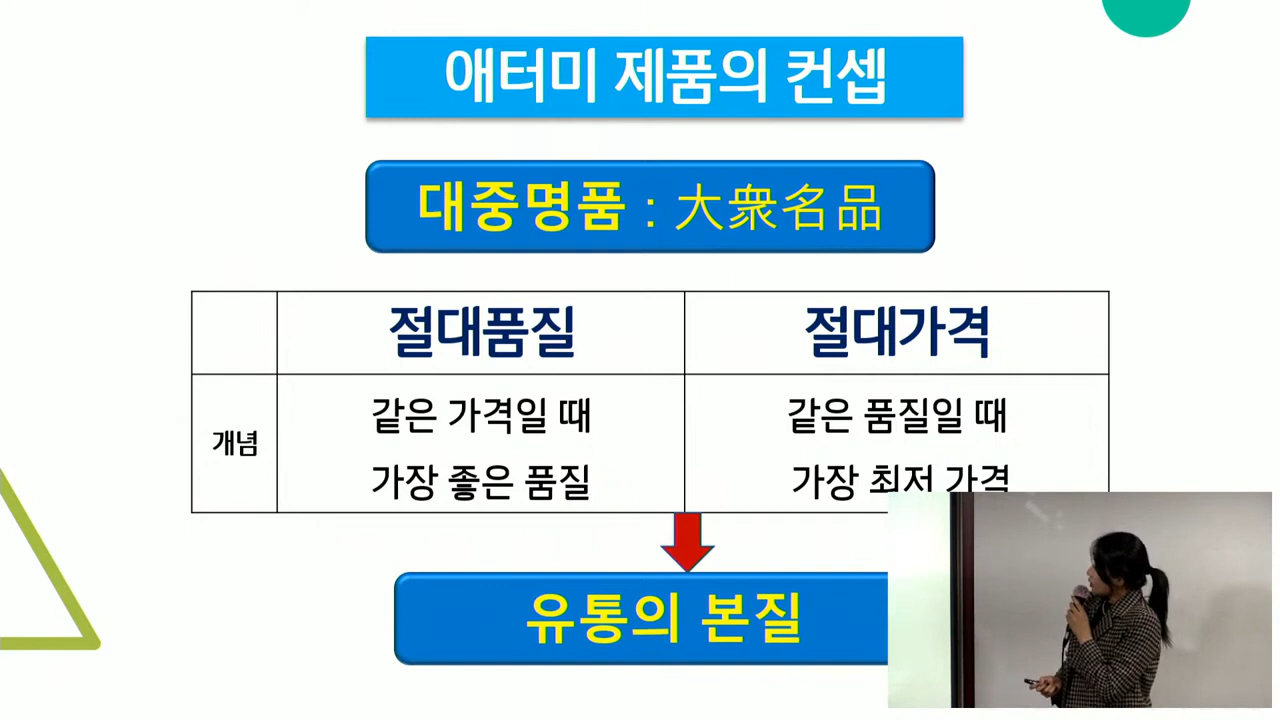 애터미 제품의 컨셉
대중명품 : 大衆名品
절대품질 절대가격
개념
같은 가격일 때
가장 좋은 품질
같은 품질일 때
가장 최저 가격
유통의 본질